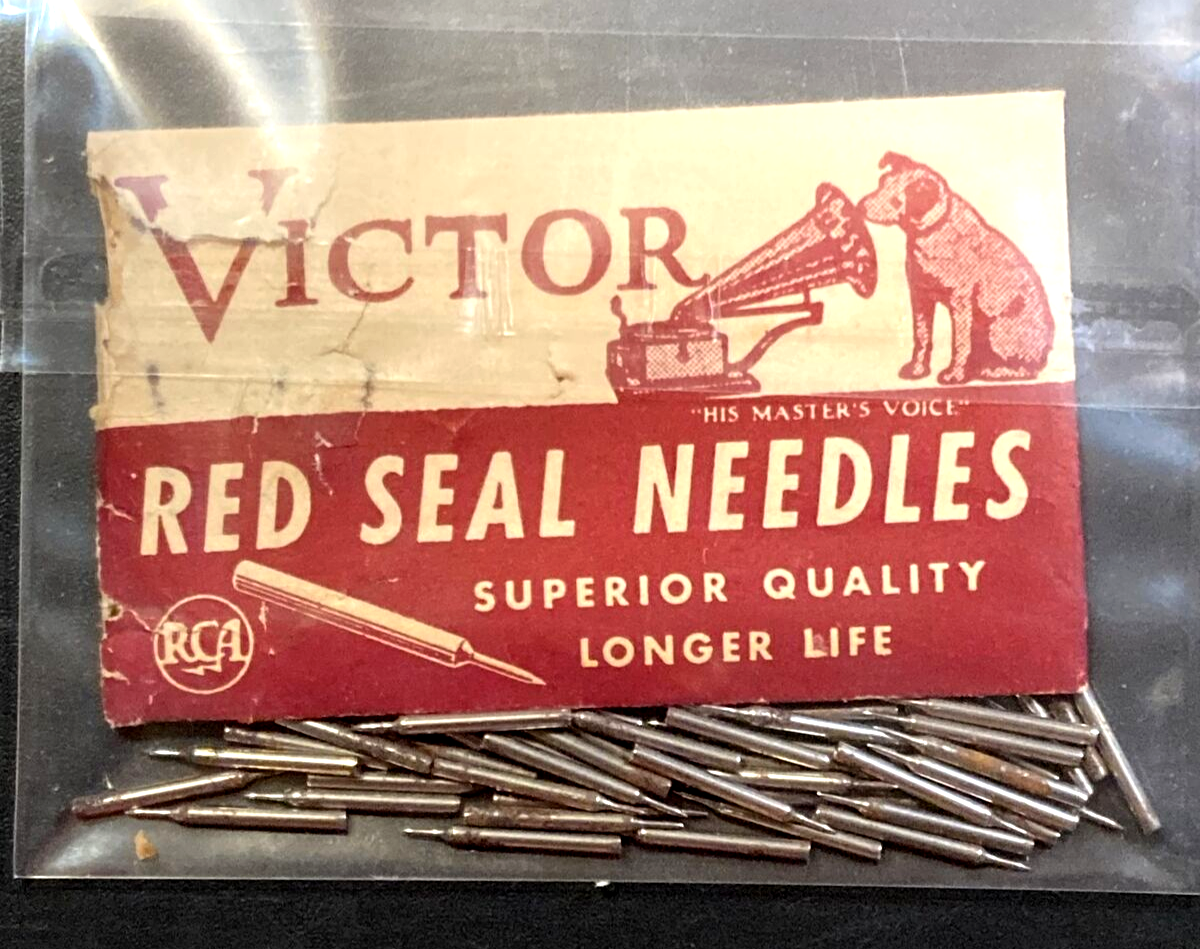 VICTOR
"HIS MASTER'S VOICE"
RED SEAL NEEDLES
SUPERIOR QUALITY
LONGER LIFE
RCA